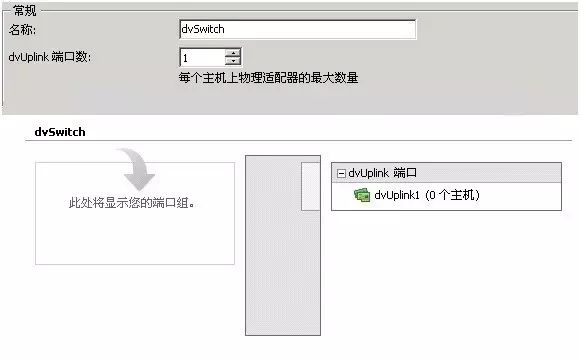 常规
名称: dvSwitch
dvUplink 端口数: 1
每个主机上物理适配器的最大数量
dvSwitch
此处将显示您的端口组。
dvUplink 端口
dvUplink1 (0 个主机)